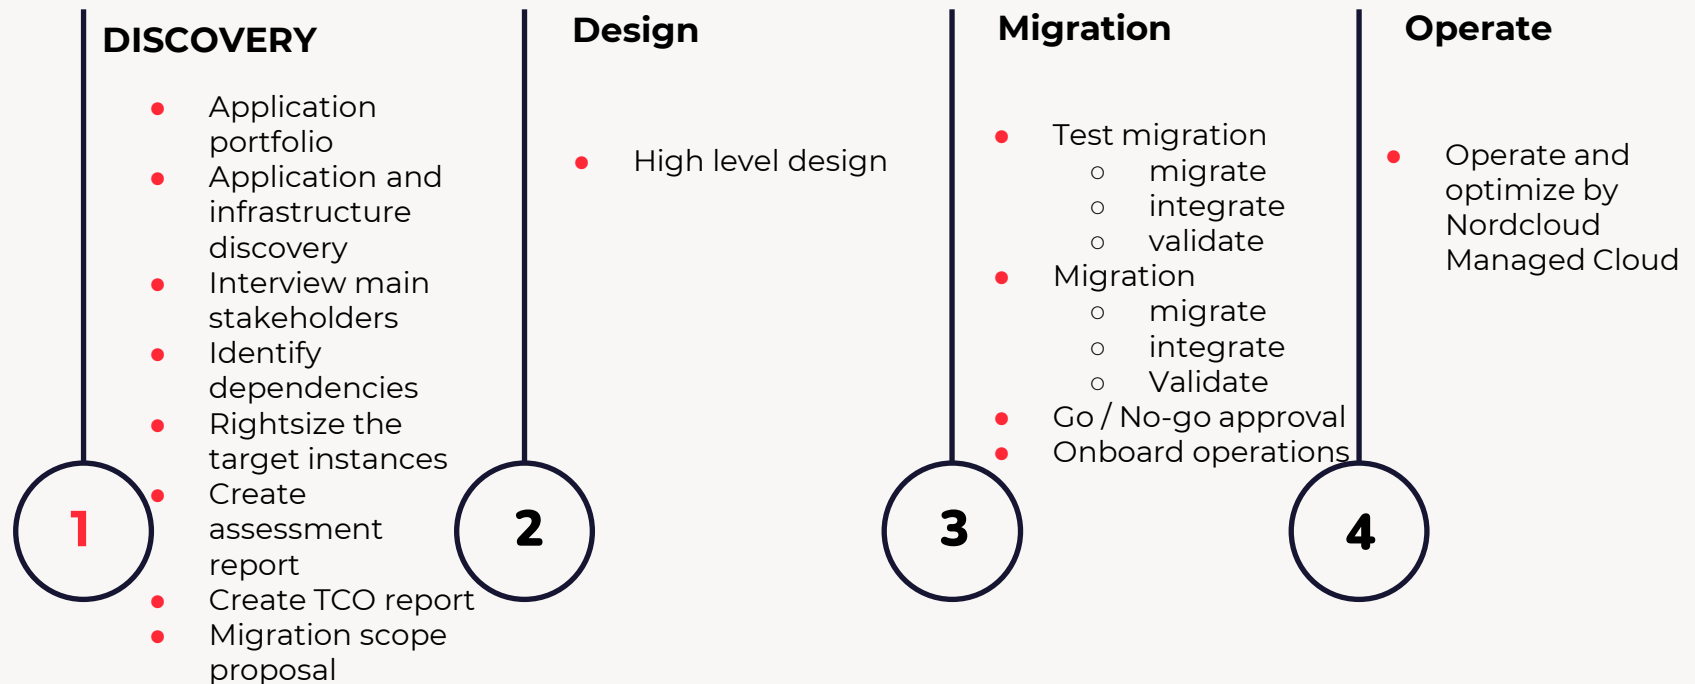 DISCOVERY
● Application
portfolio
● Application and
infrastructure
discovery
● Interview main
stakeholders
● Identify
dependencies
● Rightsize the
target instances
● Create
assessment
report
● Create TCO report
● Migration scope
proposal
1
Design
● High level design
2
Migration
● Test migration
○ migrate
○ integrate
○ validate
● Migration
○ migrate
○ integrate
○ Validate
● Go / No-go approval
● Onboard operations
3
Operate
● Operate and
optimize by
Nordcloud
Managed Cloud
4